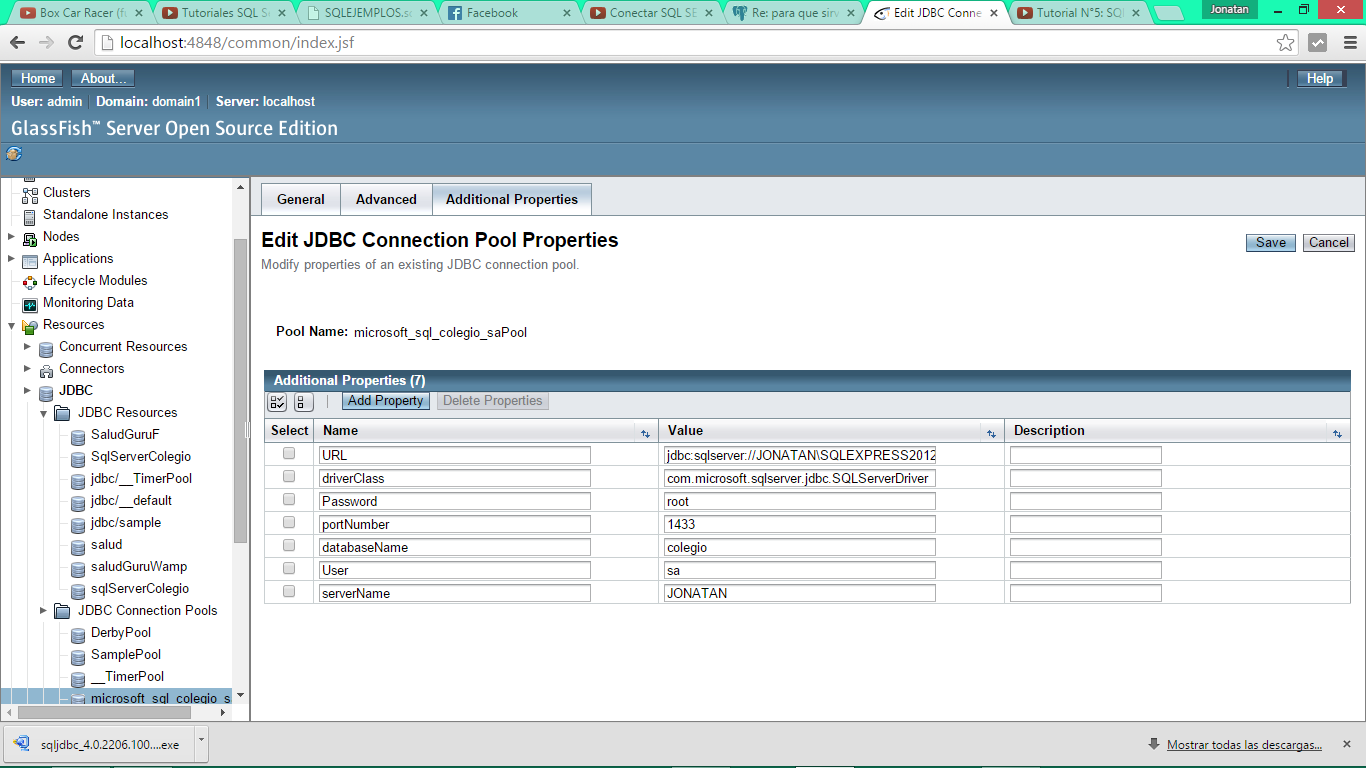 Box Car Racer (fu
Tutoriales SQL Se
SQLEJEMPLOS.sq
Facebook
Conectar SQL SE
Re: para que sirv
Edit JDBC Conne
Tutorial N°5: SQL
Jonatan
localhost:4848/common/index.jsf
Home
About...
Help
User: admin
Domain: domain1
Server: localhost
GlassFish™ Server Open Source Edition
Clusters
Standalone Instances
Nodes
Applications
Lifecycle Modules
Monitoring Data
Resources
Concurrent Resources
Connectors
JDBC
JDBC Resources
SaludGuruF
SqlServerColegio
jdbc/__TimerPool
jdbc/__default
jdbc/sample
salud
saludGuruWamp
sqlServerColegio
JDBC Connection Pools
DerbyPool
SamplePool
__TimerPool
microsoft_sql_colegio_s
General
Advanced
Additional Properties
Edit JDBC Connection Pool Properties
Save
Cancel
Modify properties of an existing JDBC connection pool.
Pool Name: microsoft_sql_colegio_saPool
Additional Properties (7)
Add Property
Delete Properties
Select
Name
Value
Description
URL
jdbc:sqlserver://JONATAN\SQLEXPRESS2012
driverClass
com.microsoft.sqlserver.jdbc.SQLServerDriver
Password
root
portNumber
1433
databaseName
colegio
User
sa
serverName
JONATAN
sqljdbc_4.0.2206.100....exe
Mostrar todas las descargas...